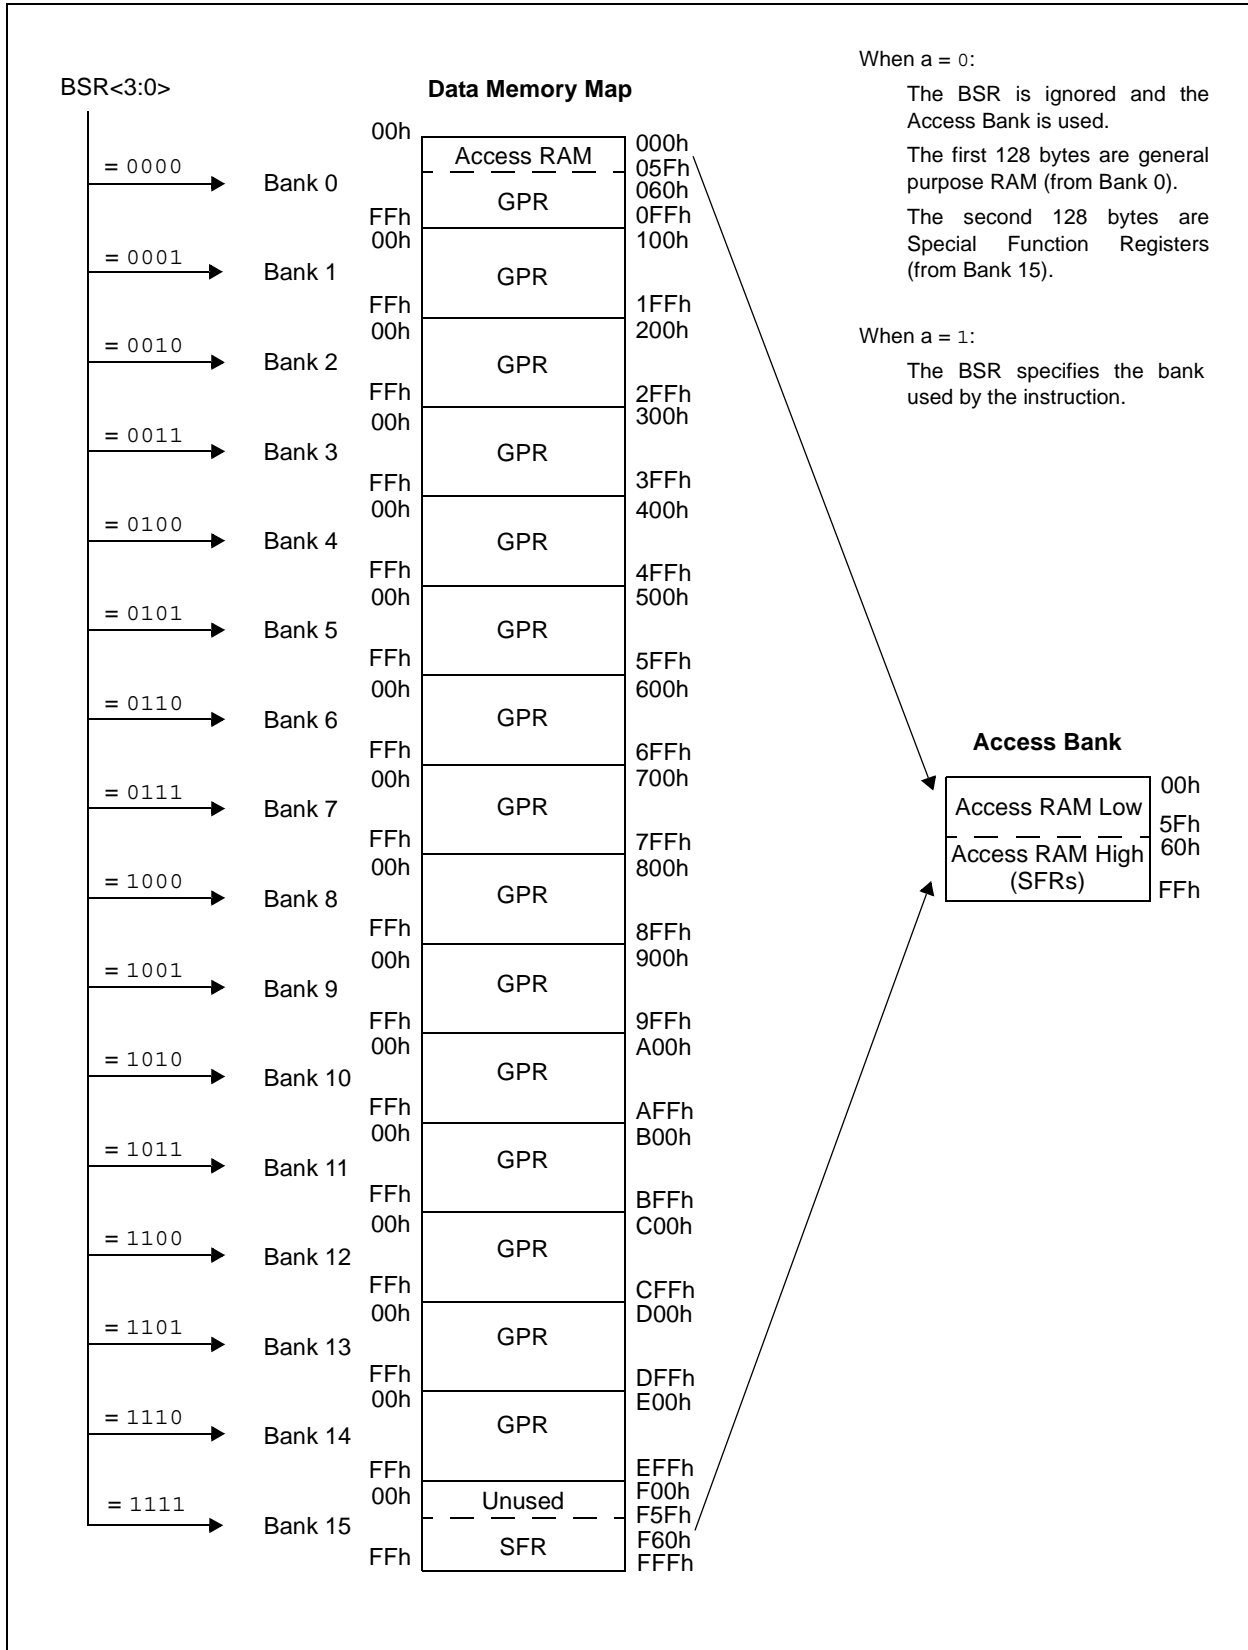 BSR<3:0>
Data Memory Map
When a = 0:
The BSR is ignored and the
Access Bank is used.
The first 128 bytes are general
purpose RAM (from Bank 0).
The second 128 bytes are
Special Function Registers
(from Bank 15).
When a = 1:
The BSR specifies the bank
used by the instruction.
= 0000
Bank 0
00h
FFh
Access RAM
GPR
000h
05Fh
060h
0FFh
= 0001
Bank 1
00h
FFh
GPR
100h
1FFh
= 0010
Bank 2
00h
FFh
GPR
200h
2FFh
= 0011
Bank 3
00h
FFh
GPR
300h
3FFh
= 0100
Bank 4
00h
FFh
GPR
400h
4FFh
= 0101
Bank 5
00h
FFh
GPR
500h
5FFh
= 0110
Bank 6
00h
FFh
GPR
600h
6FFh
= 0111
Bank 7
00h
FFh
GPR
700h
7FFh
= 1000
Bank 8
00h
FFh
GPR
800h
8FFh
= 1001
Bank 9
00h
FFh
GPR
900h
9FFh
= 1010
Bank 10
00h
FFh
GPR
A00h
AFFh
= 1011
Bank 11
00h
FFh
GPR
B00h
BFFh
= 1100
Bank 12
00h
FFh
GPR
C00h
CFFh
= 1101
Bank 13
00h
FFh
GPR
D00h
DFFh
= 1110
Bank 14
00h
FFh
GPR
E00h
EFFh
= 1111
Bank 15
00h
FFh
Unused
SFR
F00h
F5Fh
F60h
FFFh
Access Bank
Access RAM Low
00h
5Fh
Access RAM High
(SFRs)
60h
FFh